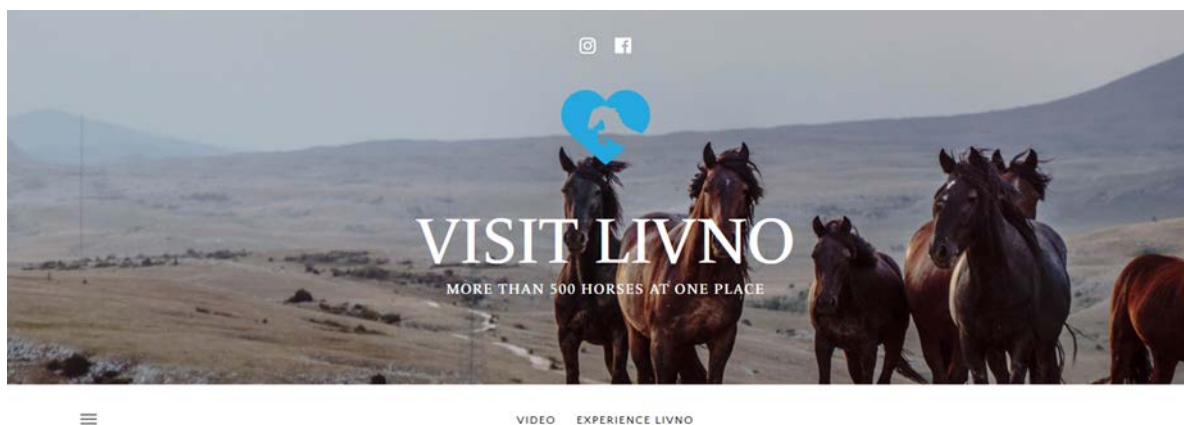 VISIT LIVNO
MORE THAN 500 HORSES AT ONE PLACE
VIDEO EXPERIENCE LIVNO